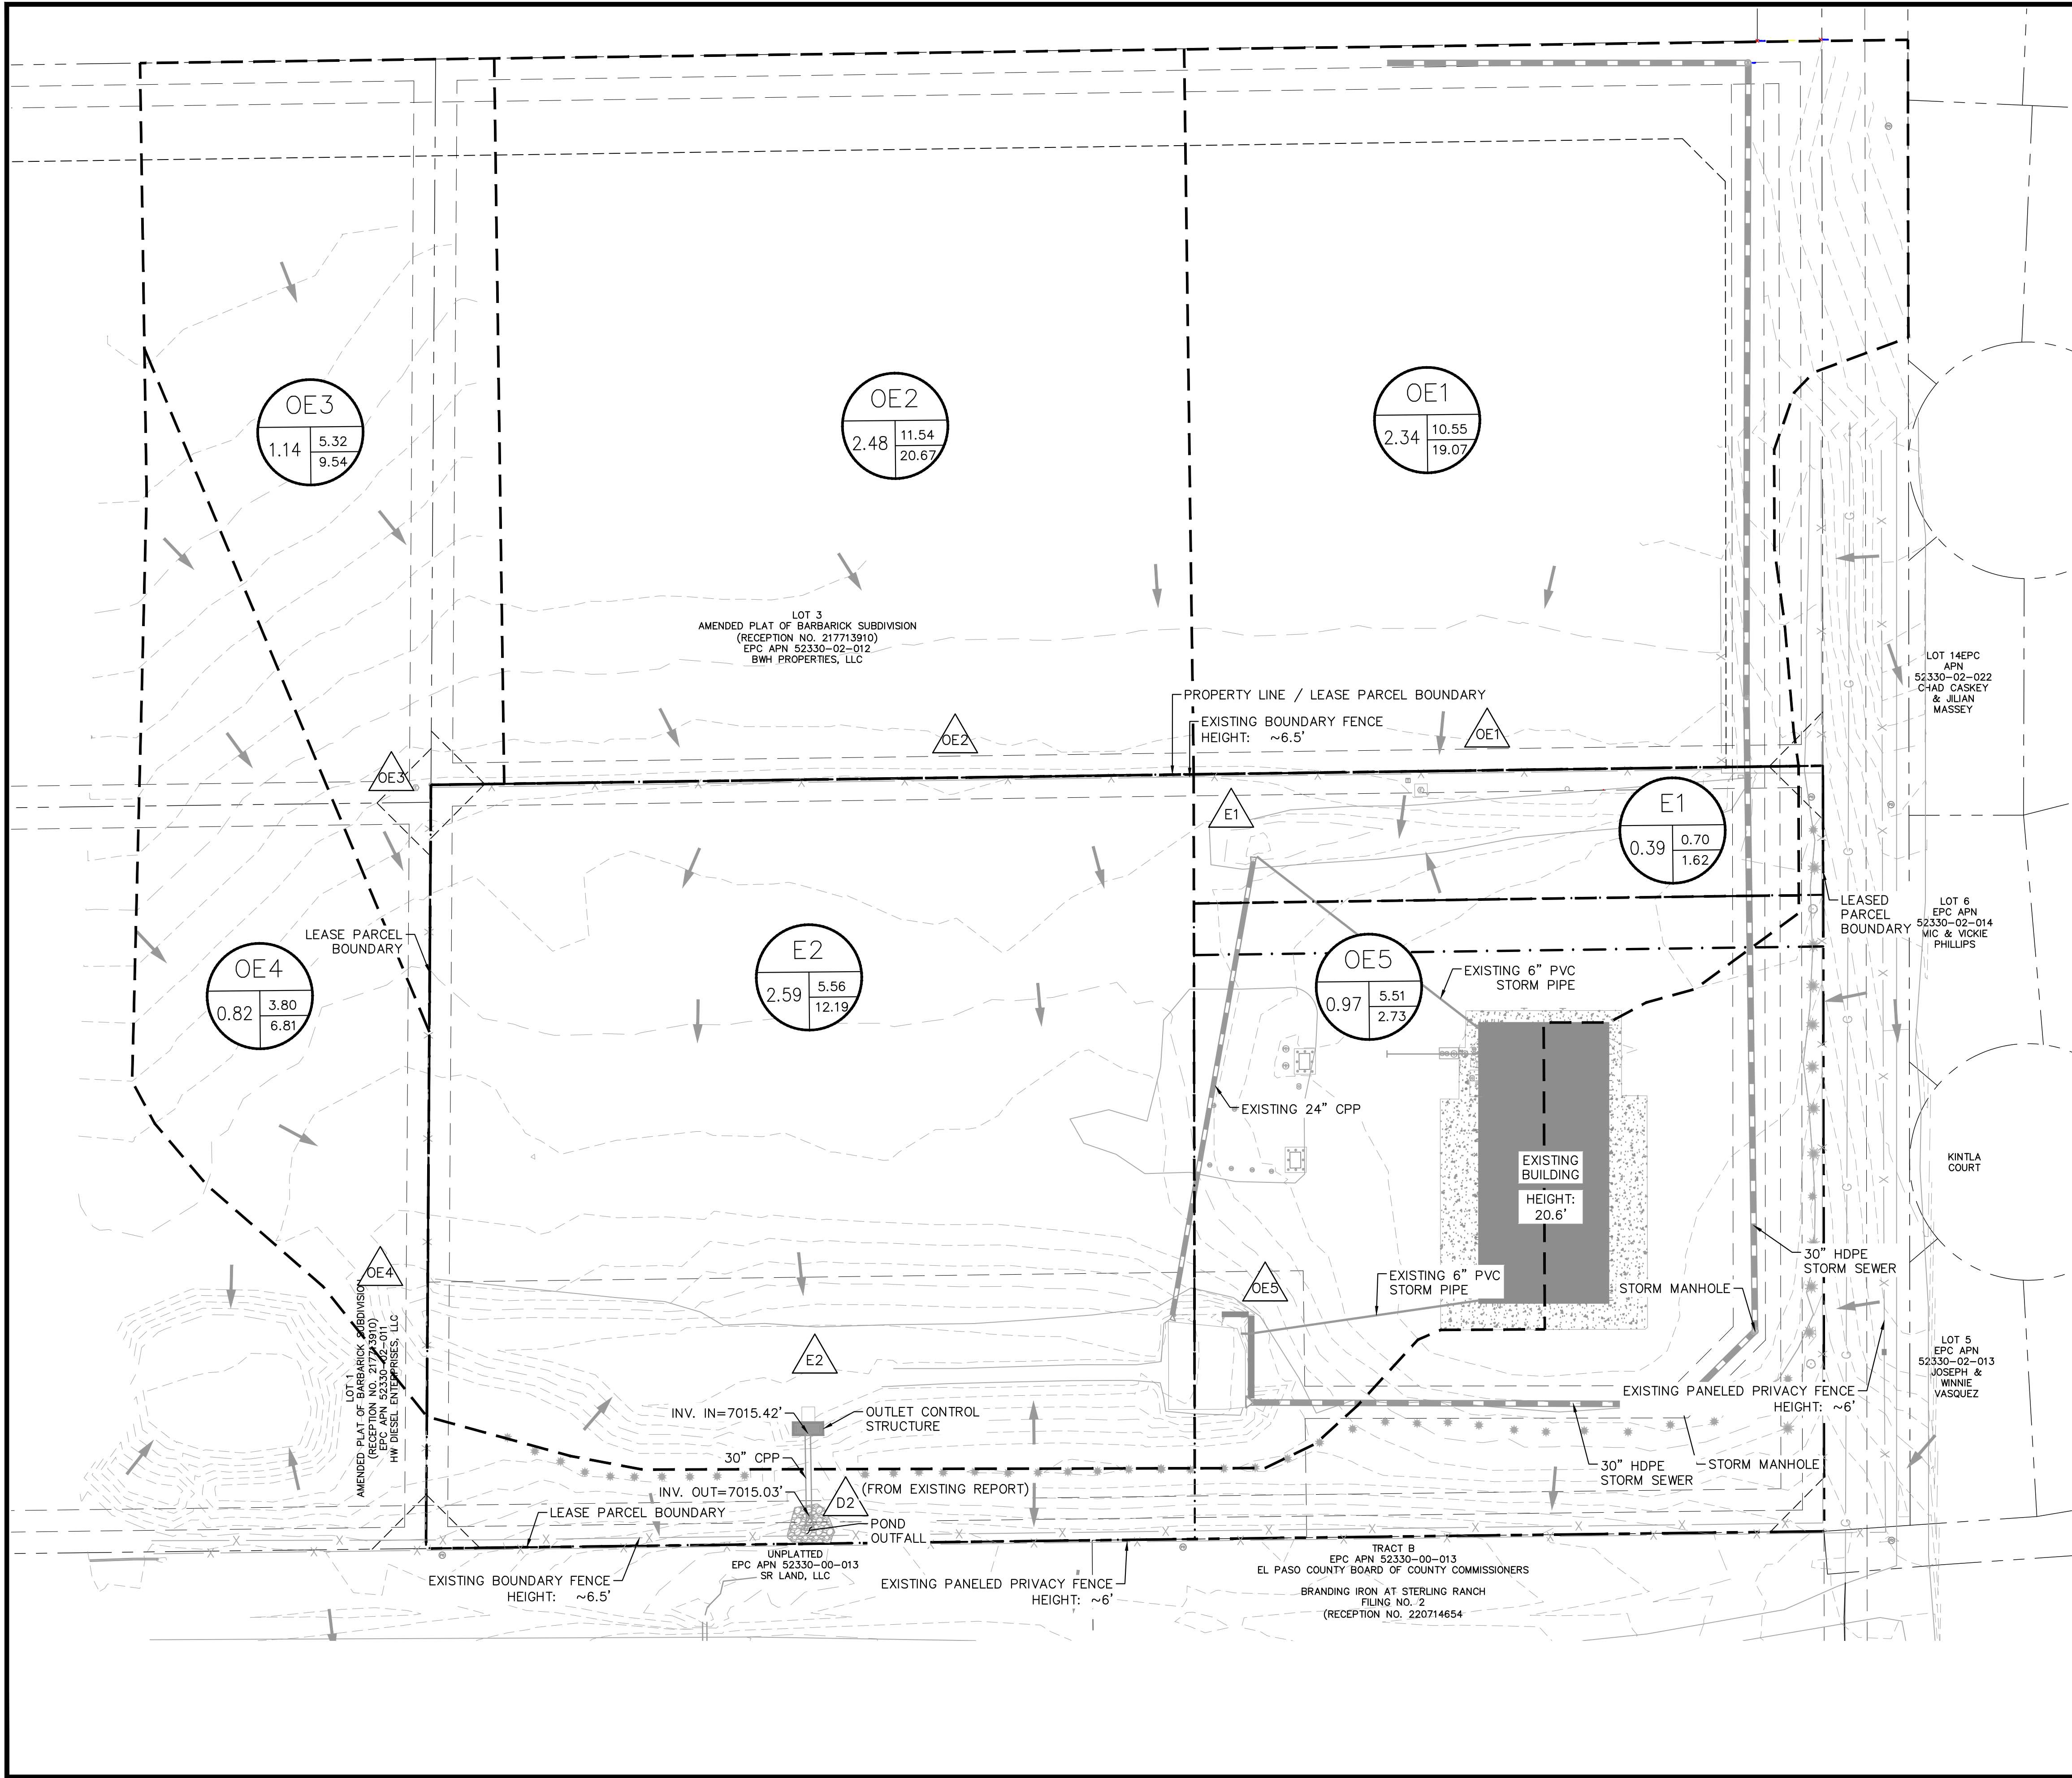 OE3
1.14
5.32
9.54
OE2
2.48
11.54
20.67
OE1
2.34
10.55
19.07
LOT 3
AMENDED PLAT OF BARBARICK SUBDIVISION
(RECEPTION NO. 217713910)
EPC APN 52330-02-012
BWH PROPERTIES, LLC
LOT 14EPC
APN
52330-02-022
CHAD CASKEY
& JILIAN
MASSEY
PROPERTY LINE / LEASE PARCEL BOUNDARY
EXISTING BOUNDARY FENCE
HEIGHT: ~6.5'
OE3
OE2
OE1
E1
E1
0.39
0.70
1.62
LEASED
PARCEL
BOUNDARY
LOT 6
EPC APN
52330-02-014
MIC & VICKIE
PHILLIPS
LEASE PARCEL
BOUNDARY
OE4
0.82
3.80
6.81
E2
2.59
5.56
12.19
OE5
0.97
5.51
2.73
EXISTING 6" PVC
STORM PIPE
EXISTING 24" CPP
EXISTING
BUILDING
HEIGHT:
20.6'
KINTLA
COURT
OE4
OE5
EXISTING 6" PVC
STORM PIPE
30" HDPE
STORM SEWER
STORM MANHOLE
LOT 1
AMENDED PLAT OF BARBARICK SUBDIVISION
(RECEPTION NO. 217713910)
EPC APN 52330-02-011
HW DIESEL ENTERPRISES, LLC
E2
LOT 5
EPC APN
52330-02-013
JOSEPH &
WINNIE
VASQUEZ
EXISTING PANELED PRIVACY FENCE
HEIGHT: ~6'
INV. IN=7015.42'
OUTLET CONTROL
STRUCTURE
30" CPP
INV. OUT=7015.03'
D2
(FROM EXISTING REPORT)
30" HDPE
STORM SEWER
STORM MANHOLE
LEASE PARCEL BOUNDARY
POND
OUTFALL
UNPLATTED
EPC APN 52330-00-013
SR LAND, LLC
EXISTING BOUNDARY FENCE
HEIGHT: ~6.5'
EXISTING PANELED PRIVACY FENCE
HEIGHT: ~6'
TRACT B
EPC APN 52330-00-013
EL PASO COUNTY BOARD OF COUNTY COMMISSIONERS
BRANDING IRON AT STERLING RANCH
FILING NO. 2
(RECEPTION NO. 220714654